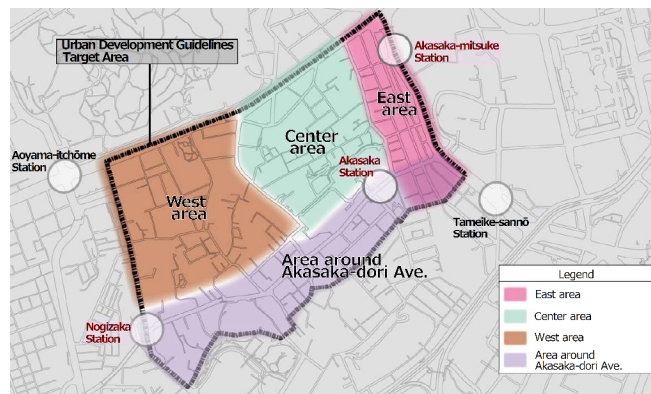 Urban Development Guidelines
Target Area
Akasaka-mitsuke
Station
East
area
Center
area
Aoyama-itchōme
Station
Akasaka
Station
West
area
Tameike-sannō
Station
Area around
Akasaka-dori Ave.
Nogizaka
Station
Legend
East area
Center area
West area
Area around
Akasaka-dori Ave.